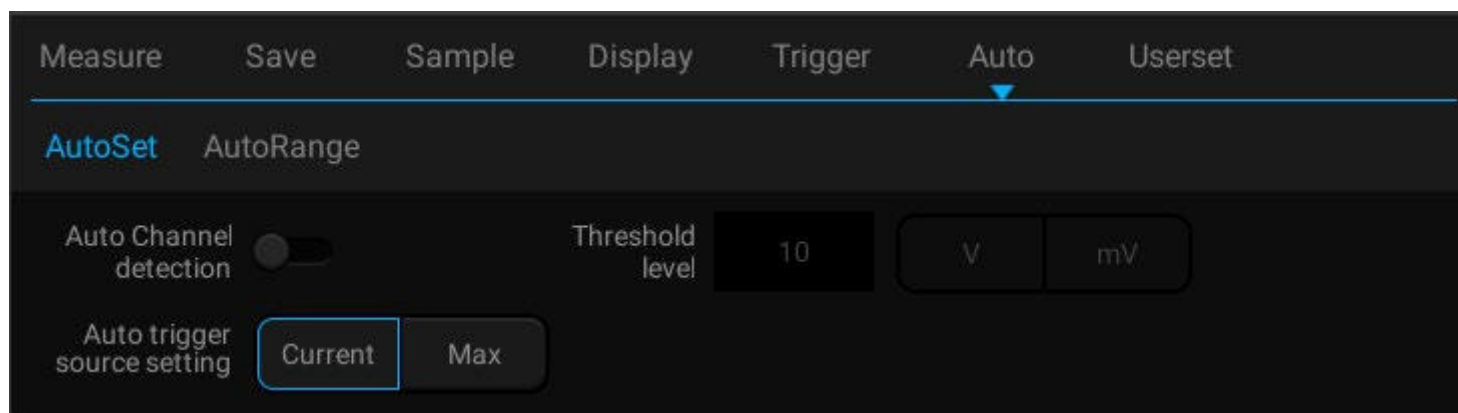 Measure Save Sample Display Trigger Auto Userset
AutoSet AutoRange
Auto Channel
detection
Threshold
level
10
V
mV
Auto trigger
source setting
Current
Max